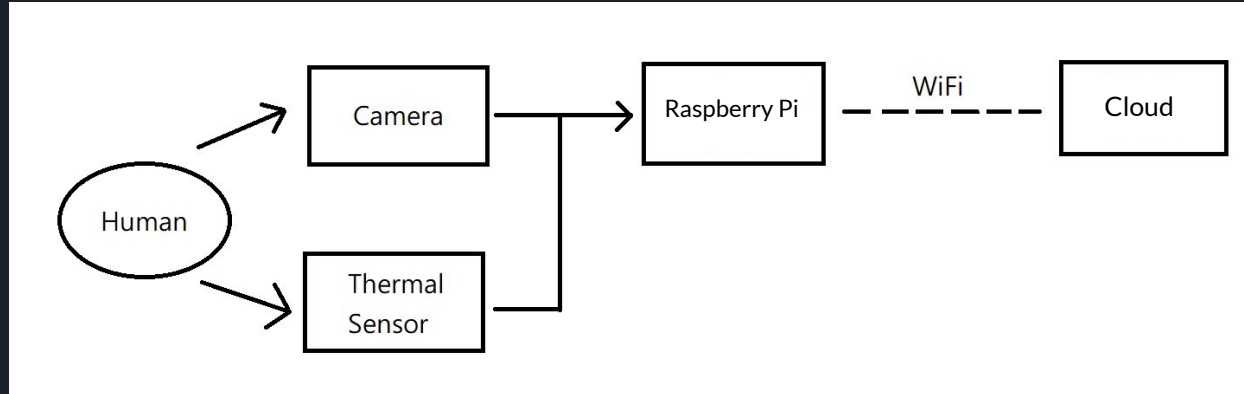 Human
Camera
Thermal
Sensor
Raspberry Pi
WiFi
Cloud